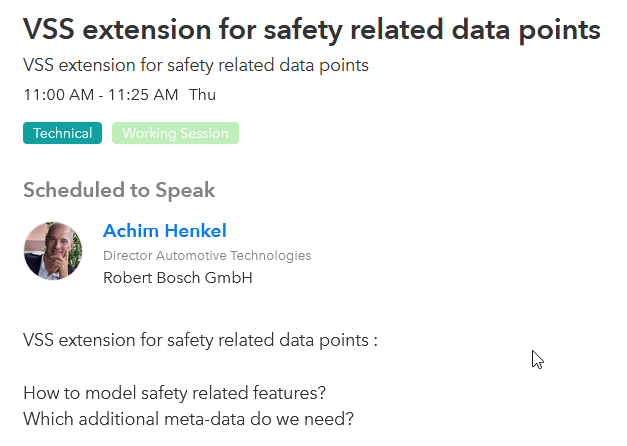 VSS extension for safety related data points
VSS extension for safety related data points
11:00 AM - 11:25 AM Thu
Technical Working Session
Scheduled to Speak
Achim Henkel
Director Automotive Technologies
Robert Bosch GmbH
VSS extension for safety related data points :
How to model safety related features?
Which additional meta-data do we need?